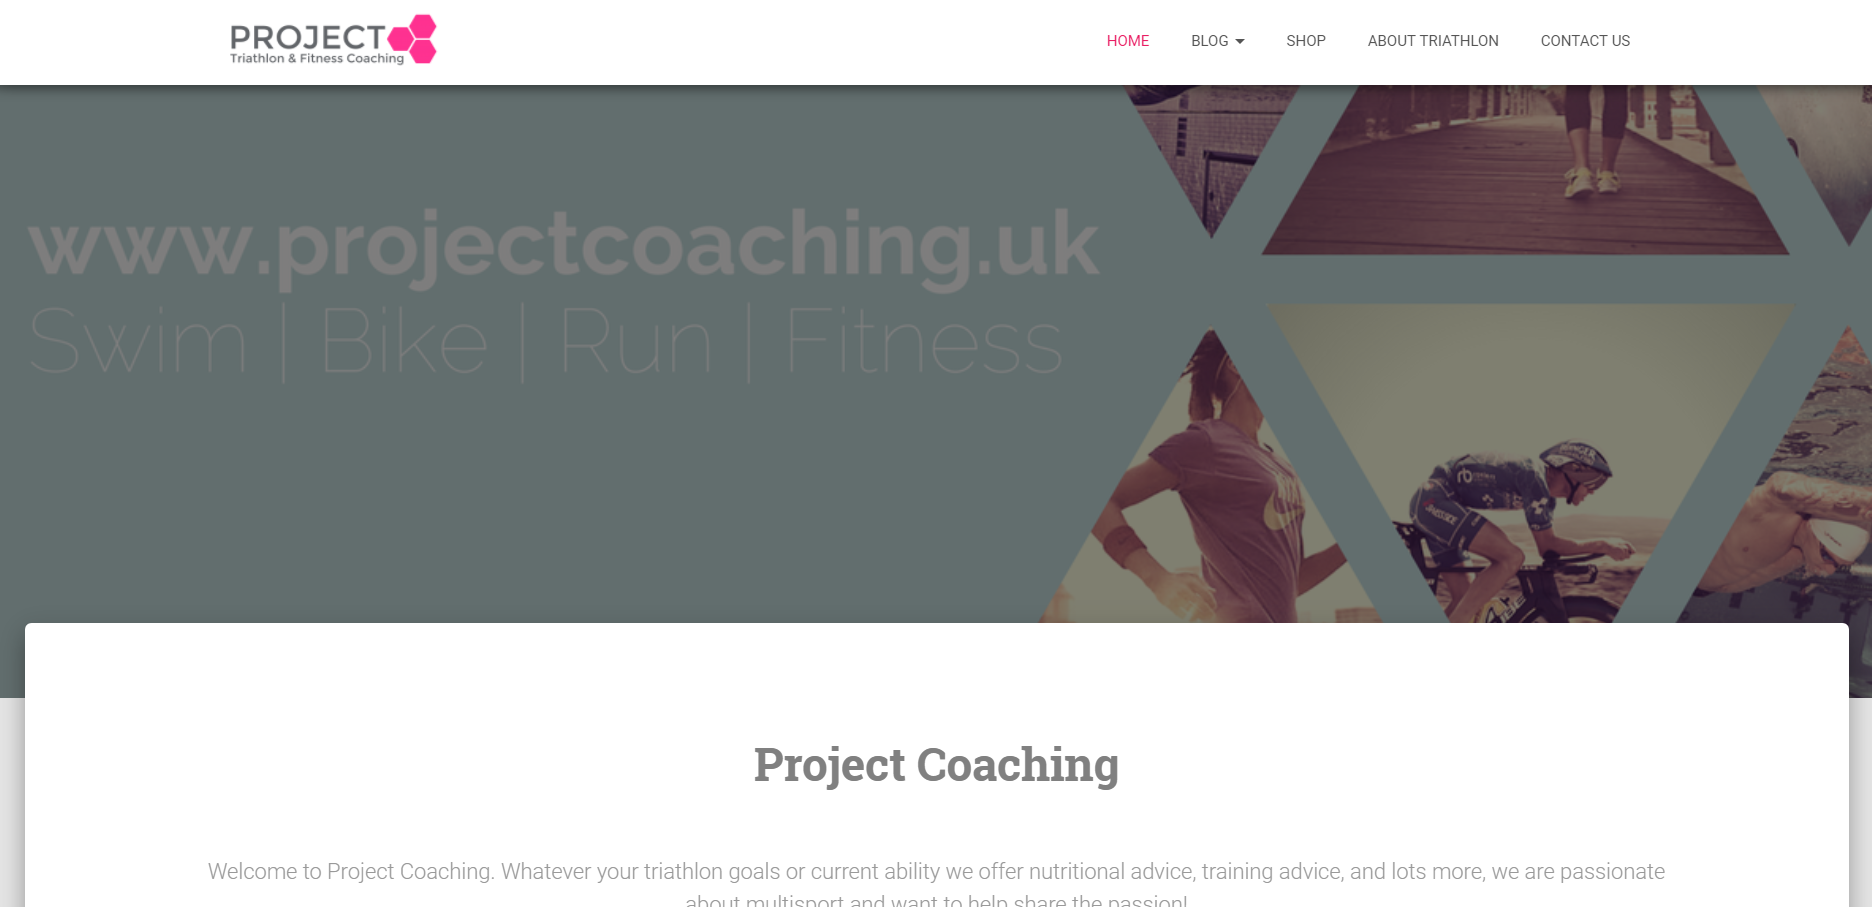 PROJECT
Triathlon & Fitness Coaching
HOME BLOG SHOP ABOUT TRIATHLON CONTACT US
www.projectcoaching.uk
Swim | Bike | Run | Fitness
Project Coaching
Welcome to Project Coaching. Whatever your triathlon goals or current ability we offer nutritional advice, training advice, and lots more, we are passionate
about multisport and want to help share the passion!